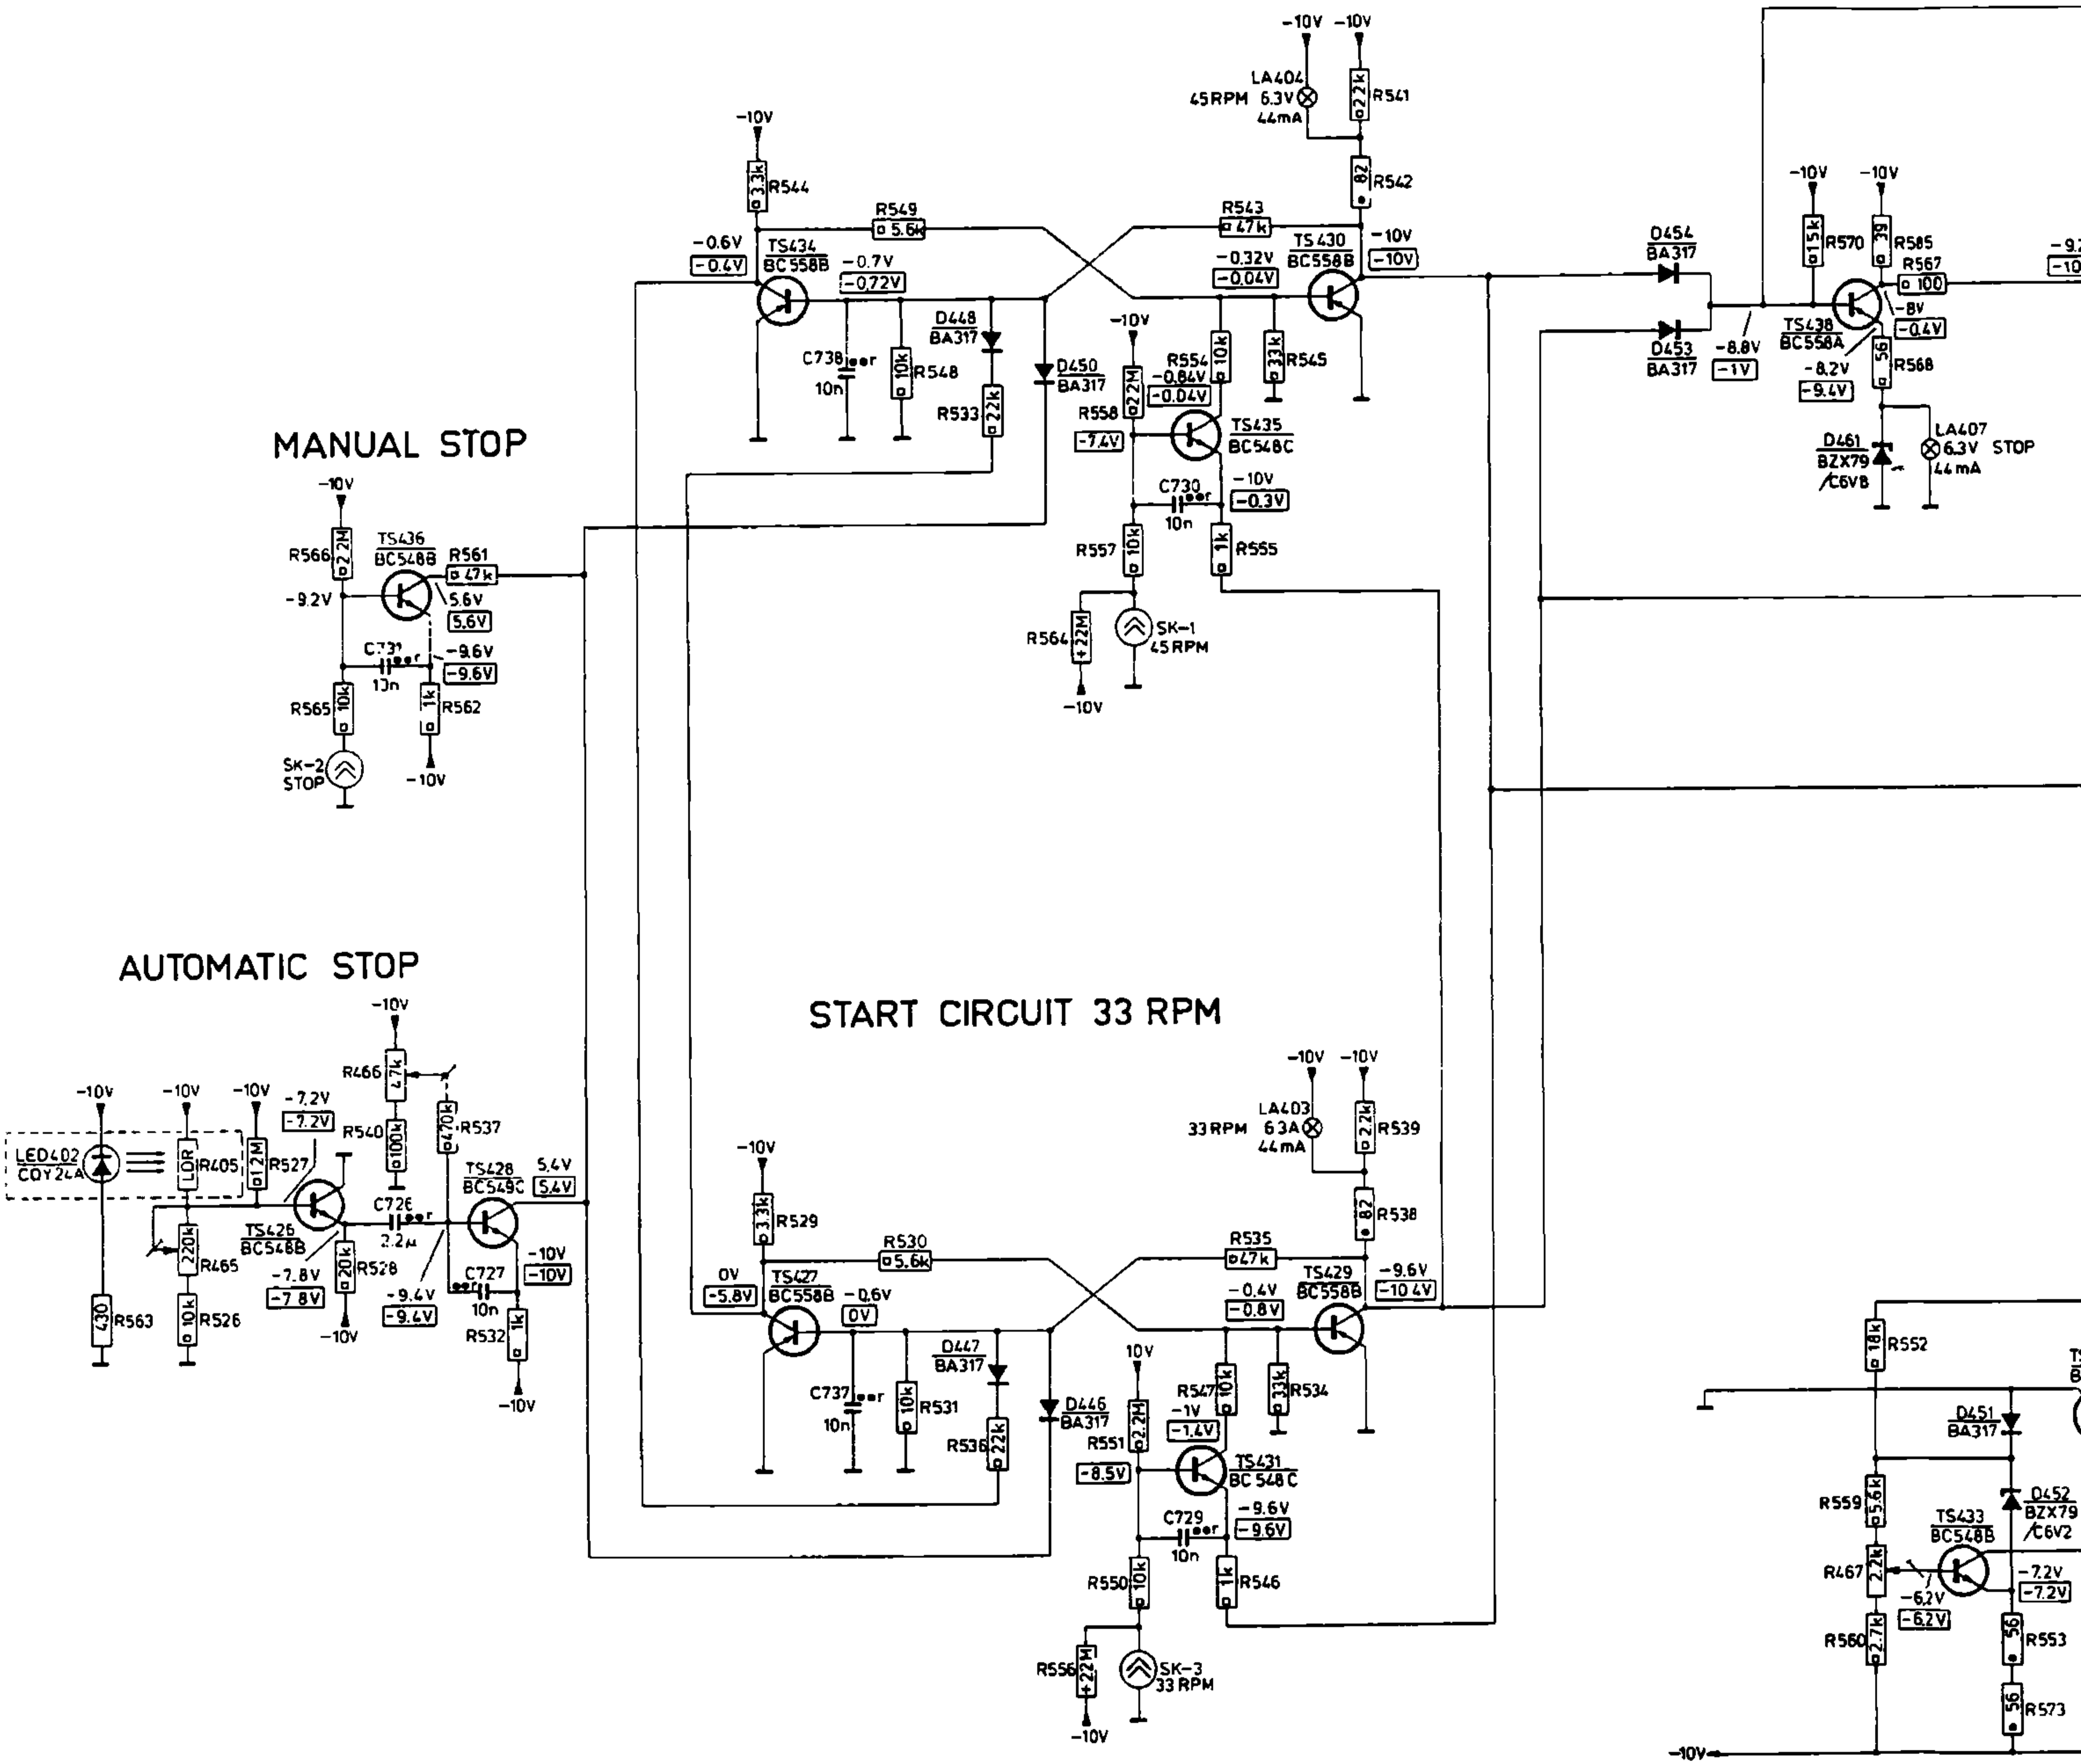 -10V -10V
LA404
45RPM 6.3V
44mA
2.2k
R541
82
R542
-10V
3.3k
R544
R549
5.6k
R543
47k
-0.6V
-0.4V
TS434
BC558B
-0.7V
-0.72V
-0.32V
-0.04V
TS430
BC558B
-10V
-10V
D448
BA317
C738
10n
10k
R548
D450
BA317
R533
22k
-10V
R554
10k
33k
R545
-0.84V
-0.04V
R558
2.2M
-7.4V
TS435
BC548C
C730
10n
-10V
-0.3V
R557
10k
1k
R555
R564
+22M
SK-1
45RPM
-10V
D454
BA317
D453
BA317
-10V
-10V
15k
R570
39
R585
R567
100
-9.2
-10
TS438
BC558A
-8V
-0.4V
-8.8V
-1V
56
R568
-8.2V
-9.4V
D461
BZX79
/C6V8
LA407
6.3V STOP
44mA
MANUAL STOP
-10V
R566
2.2M
TS436
BC548B
R561
47k
-9.2V
5.6V
5.6V
C731
10n
-9.6V
-9.6V
R565
10k
1k
R562
SK-2
STOP
-10V
AUTOMATIC STOP
-10V
R466
47k
-10V
-10V
-10V
-7.2V
-7.2V
R540
100k
470k
R537
LED402
CQY24A
LDR
R405
1.2M
R527
TS428
BC549C
5.4V
5.4V
C726
2.2µ
TS426
BC548B
220k
R465
20k
R528
-7.8V
-7.8V
-9.4V
-9.4V
C727
10n
-10V
-10V
430
R563
10k
R526
-10V
R532
1k
-10V
START CIRCUIT 33 RPM
-10V -10V
LA403
33RPM 6.3A
44mA
2.2k
R539
82
R538
-10V
3.3k
R529
R530
5.6k
R535
47k
0V
-5.8V
TS427
BC558B
-0.6V
0V
-0.4V
-0.8V
TS429
BC558B
-9.6V
-10.4V
D447
BA317
C737
10n
10k
R531
D446
BA317
R536
22k
10V
R547
10k
33k
R534
-1V
-1.4V
R551
2.2M
-8.5V
TS431
BC548C
C729
10n
-9.6V
-9.6V
R550
10k
1k
R546
R556
+22M
SK-3
33RPM
-10V
18k
R552
D451
BA317
R559
5.6k
D452
BZX79
/C6V2
TS433
BC548B
R467
2.2k
-6.2V
-6.2V
-7.2V
-7.2V
R560
2.7k
56
R553
56
R573
-10V